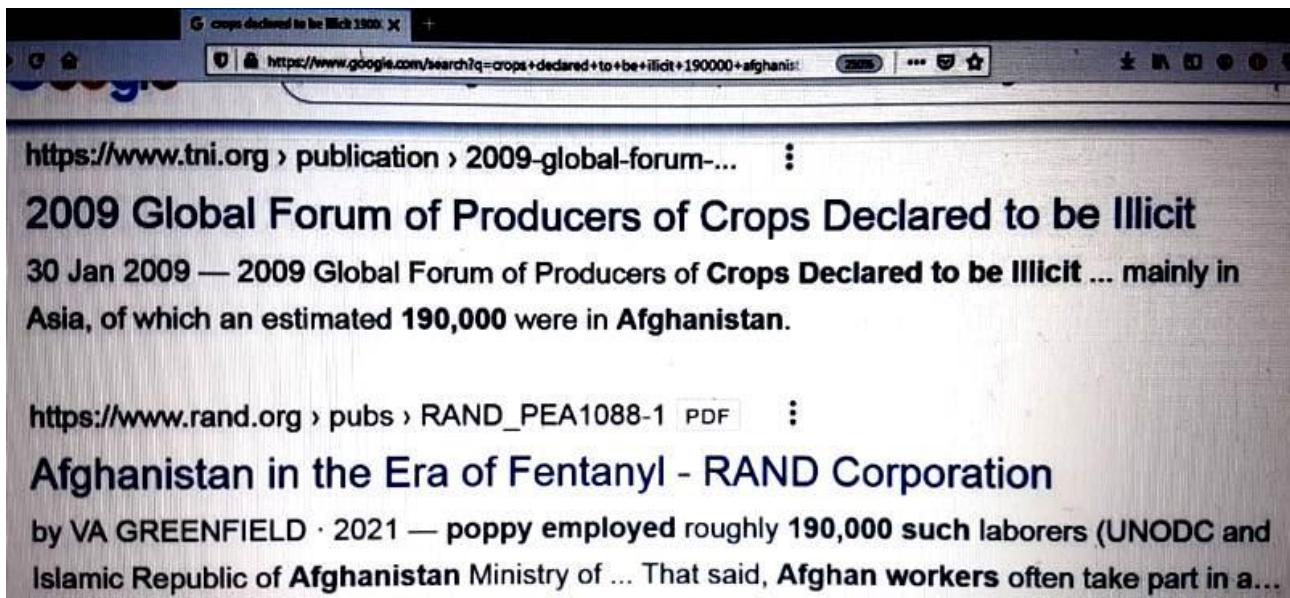 G crops declared to be illicit 1900
https://www.google.com/search?q=crops+declared+to+be+illicit+190000+afghanist
https://www.tni.org › publication › 2009-global-forum-...
2009 Global Forum of Producers of Crops Declared to be Illicit
30 Jan 2009 — 2009 Global Forum of Producers of Crops Declared to be Illicit ... mainly in
Asia, of which an estimated 190,000 were in Afghanistan.
https://www.rand.org › pubs › RAND_PEA1088-1 PDF
Afghanistan in the Era of Fentanyl - RAND Corporation
by VA GREENFIELD · 2021 — poppy employed roughly 190,000 such laborers (UNODC and
Islamic Republic of Afghanistan Ministry of ... That said, Afghan workers often take part in a...